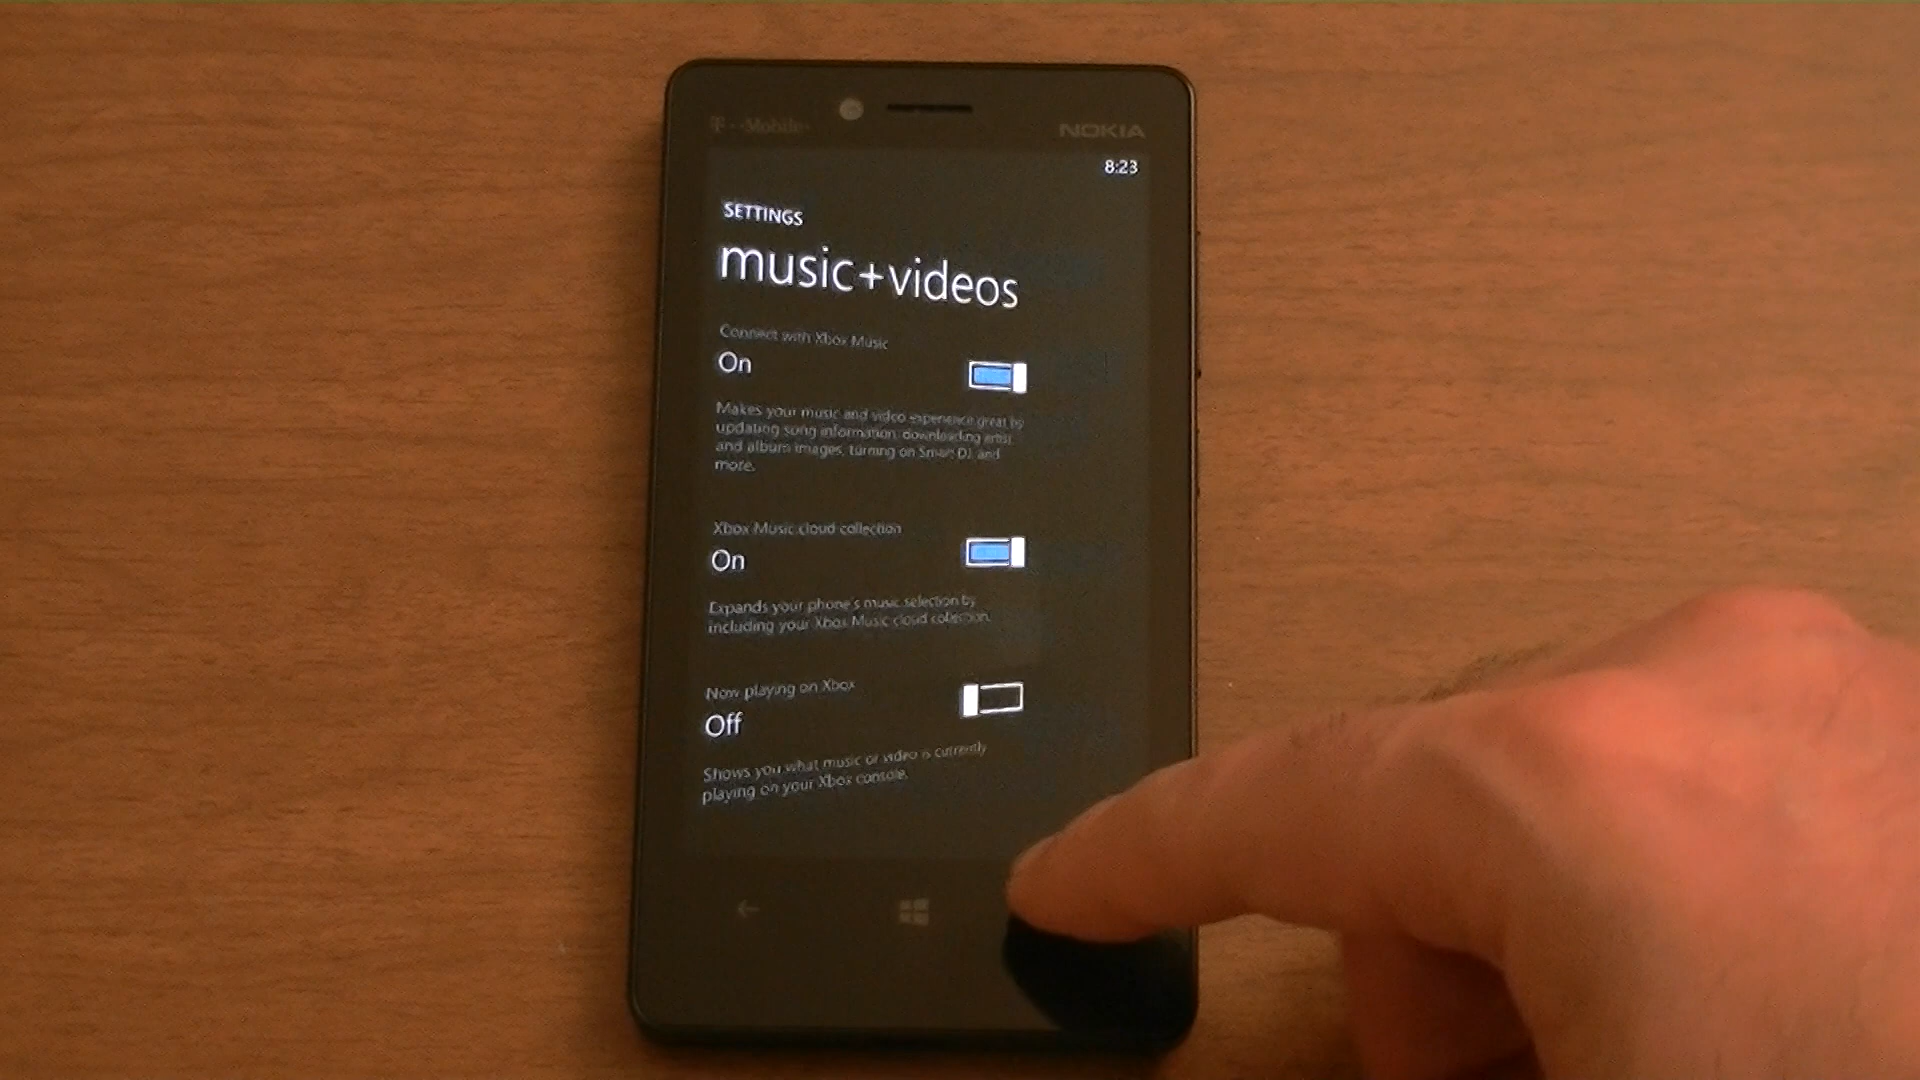 T··Mobile·
NOKIA
8:23
SETTINGS
music+videos
Connect with Xbox Music
On
Makes your music and video experience great by
updating song information, downloading artist
and album images, turning on Smart DJ, and
more.
Xbox Music cloud collection
On
Expands your phone's music selection by
including your Xbox Music cloud collection.
Now playing on Xbox
Off
Shows you what music or video is currently
playing on your Xbox console.